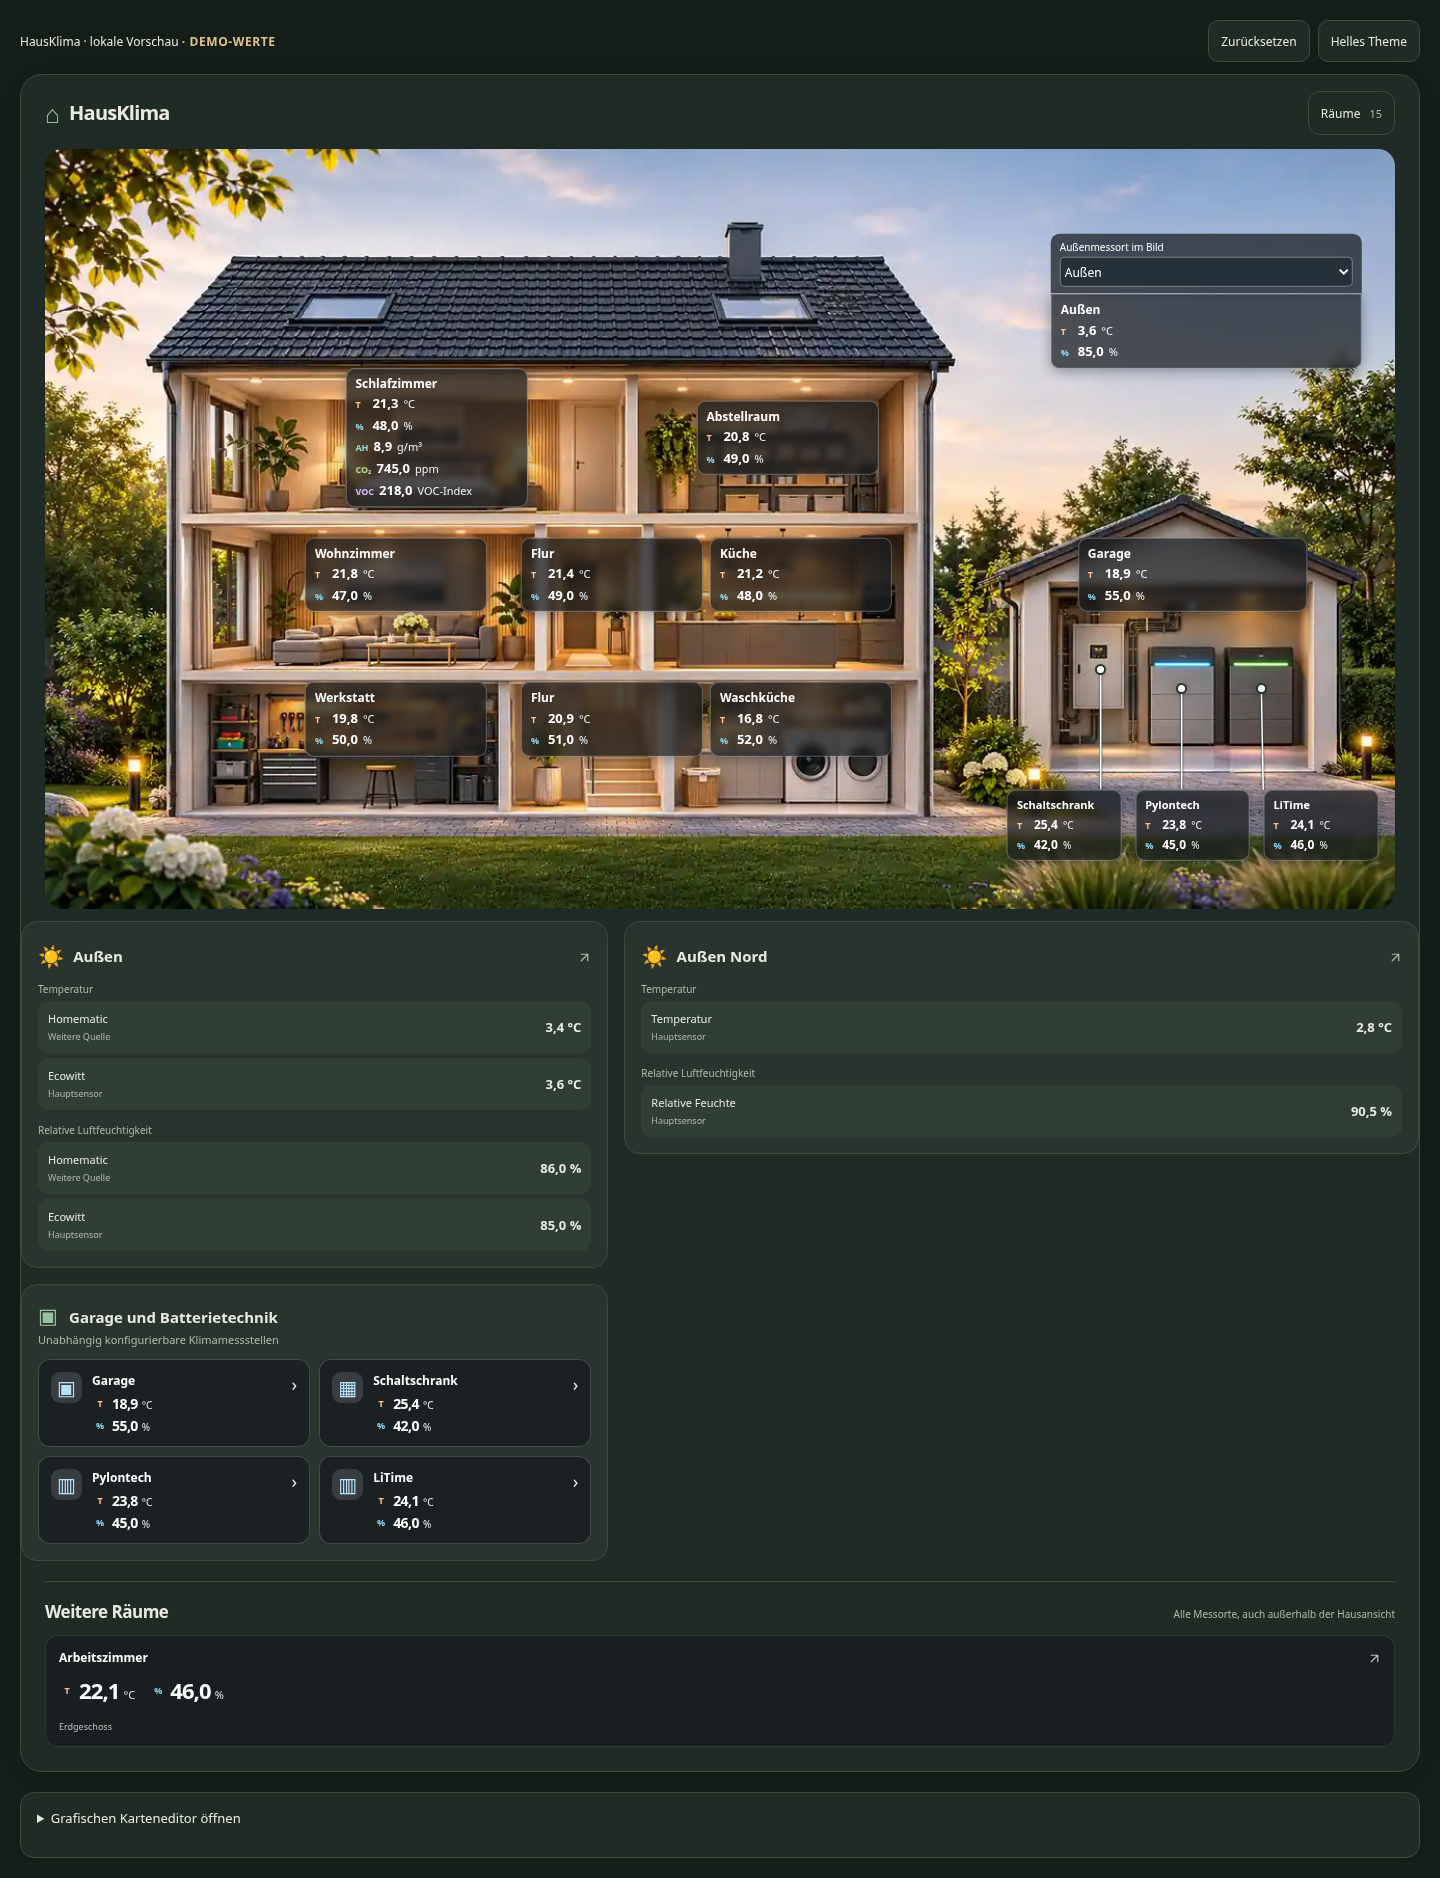 HausKlima · lokale Vorschau · DEMO-WERTE
Zurücksetzen
Helles Theme
HausKlima
Räume 15
Außenmessort im Bild
Außen
Außen
T 3,6 °C
% 85,0 %
Schlafzimmer
T 21,3 °C
% 48,0 %
AH 8,9 g/m³
CO₂ 745,0 ppm
VOC 218,0 VOC-Index
Abstellraum
T 20,8 °C
% 49,0 %
Wohnzimmer
T 21,8 °C
% 47,0 %
Flur
T 21,4 °C
% 49,0 %
Küche
T 21,2 °C
% 48,0 %
Garage
T 18,9 °C
% 55,0 %
Werkstatt
T 19,8 °C
% 50,0 %
Flur
T 20,9 °C
% 51,0 %
Waschküche
T 16,8 °C
% 52,0 %
Schaltschrank
T 25,4 °C
% 42,0 %
Pylontech
T 23,8 °C
% 45,0 %
LiTime
T 24,1 °C
% 46,0 %
Außen
Temperatur
Homematic
Weitere Quelle
3,4 °C
Ecowitt
Hauptsensor
3,6 °C
Relative Luftfeuchtigkeit
Homematic
Weitere Quelle
86,0 %
Ecowitt
Hauptsensor
85,0 %
Außen Nord
Temperatur
Temperatur
Hauptsensor
2,8 °C
Relative Luftfeuchtigkeit
Relative Feuchte
Hauptsensor
90,5 %
Garage und Batterietechnik
Unabhängig konfigurierbare Klimamessstellen
Garage
T 18,9 °C
% 55,0 %
Schaltschrank
T 25,4 °C
% 42,0 %
Pylontech
T 23,8 °C
% 45,0 %
LiTime
T 24,1 °C
% 46,0 %
Weitere Räume
Alle Messorte, auch außerhalb der Hausansicht
Arbeitszimmer
T 22,1 °C % 46,0 %
Erdgeschoss
Grafischen Karteneditor öffnen